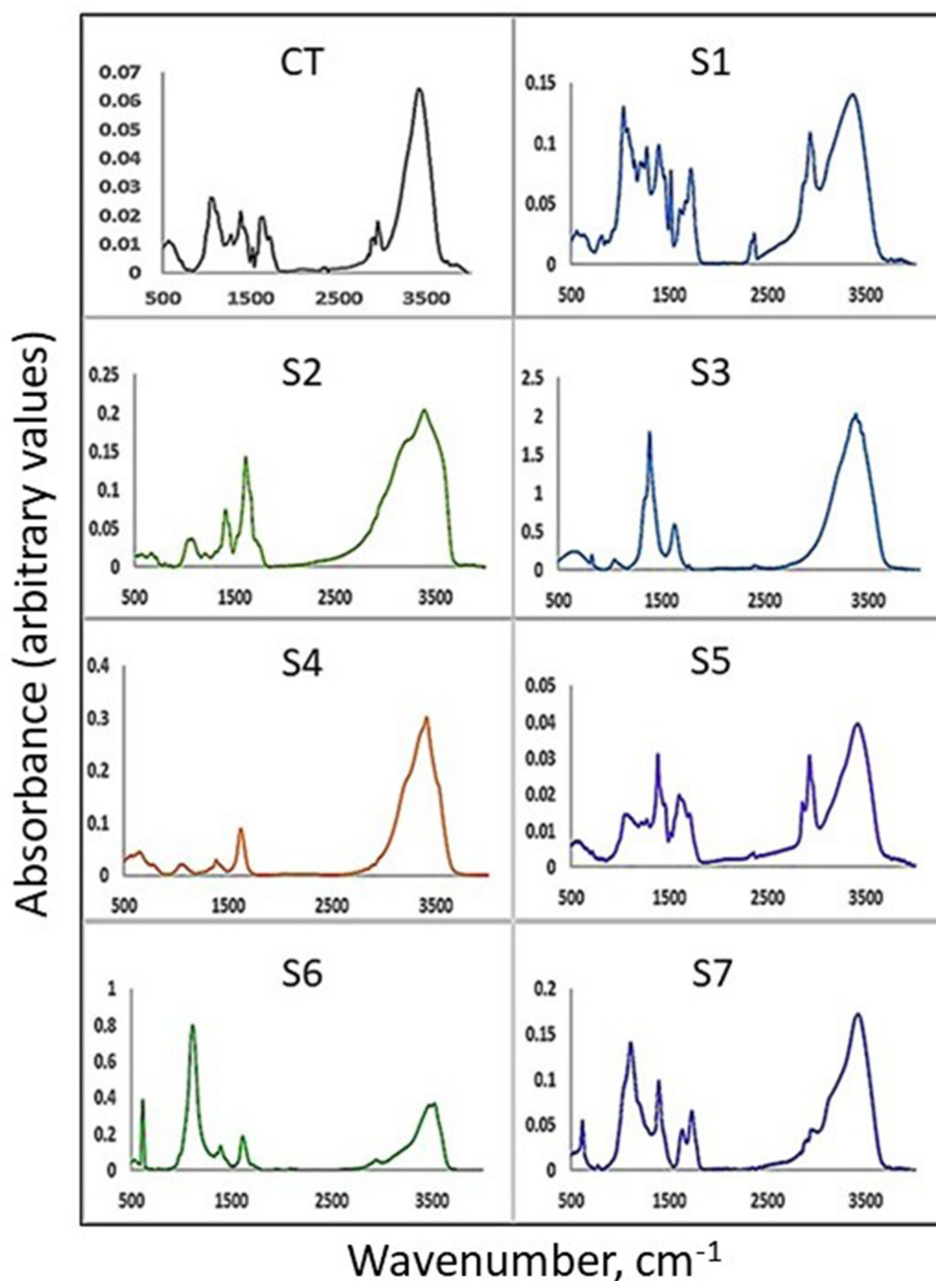 Absorbance (arbitrary values)
CT
0.07
0.06
0.05
0.04
0.03
0.02
0.01
0
500 1500 2500 3500
S1
0.15
0.1
0.05
0
500 1500 2500 3500
S2
0.25
0.2
0.15
0.1
0.05
0
500 1500 2500 3500
S3
2.5
2
1.5
1
0.5
0
500 1500 2500 3500
S4
0.4
0.3
0.2
0.1
0
500 1500 2500 3500
S5
0.05
0.04
0.03
0.02
0.01
0
500 1500 2500 3500
S6
1
0.8
0.6
0.4
0.2
0
500 1500 2500 3500
S7
0.2
0.15
0.1
0.05
0
500 1500 2500 3500
Wavenumber, cm⁻¹